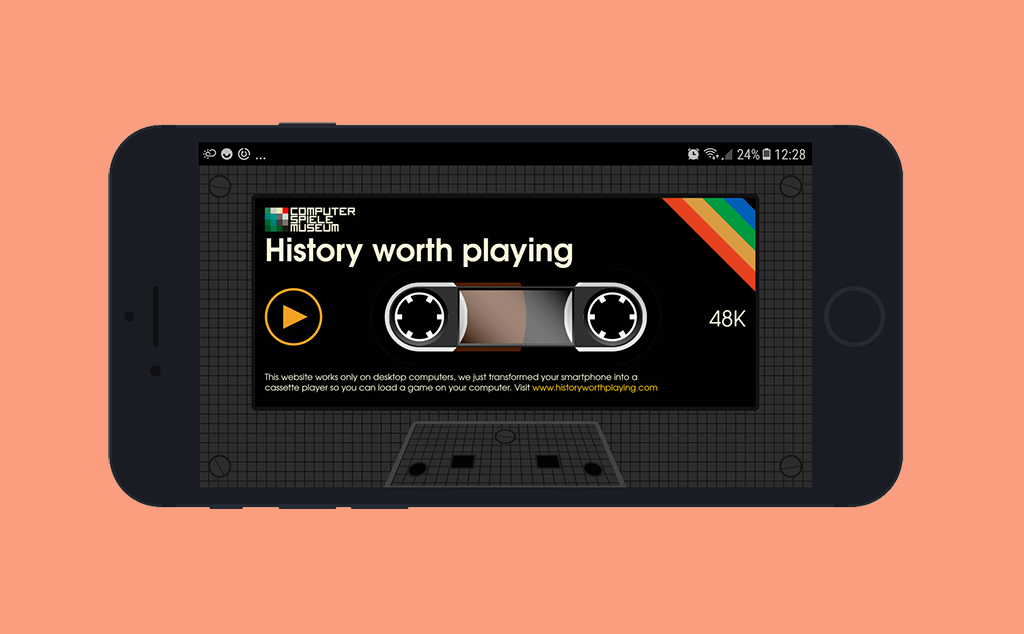 ... 24% 12:28
COMPUTER
SPIELE
MUSEUM
History worth playing
48K
This website works only on desktop computers, we just transformed your smartphone into a
cassette player so you can load a game on your computer. Visit www.historyworthplaying.com